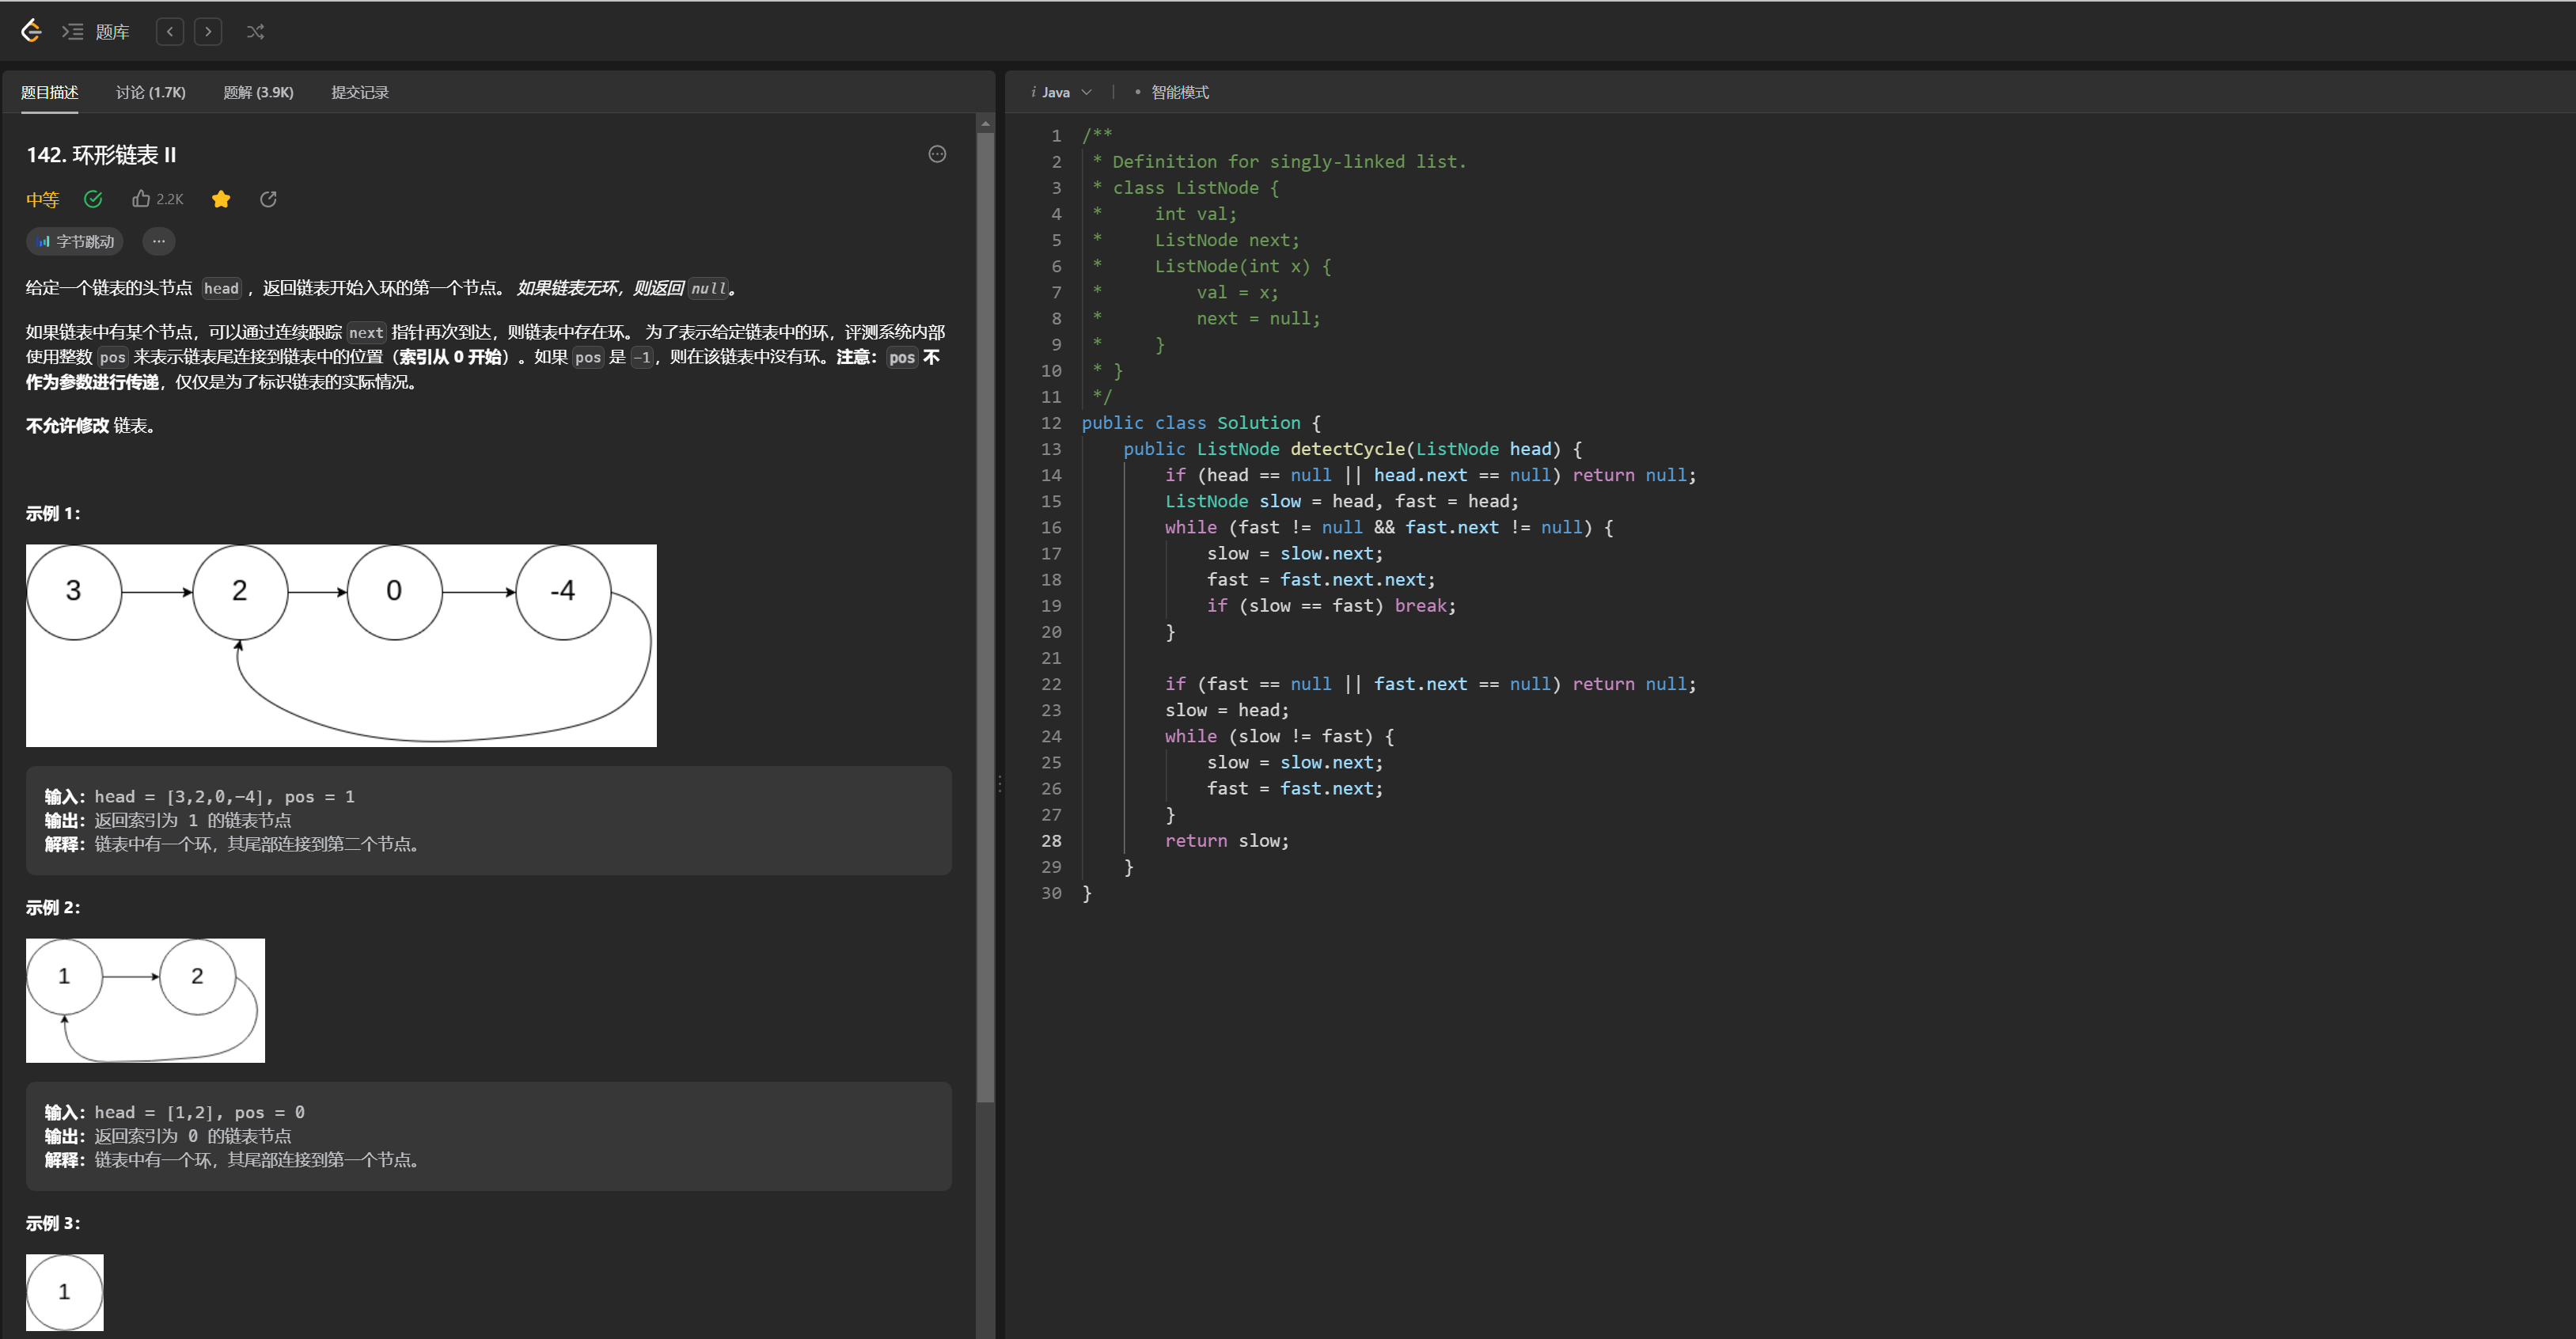 题库
题目描述 讨论 (1.7K) 题解 (3.9K) 提交记录
142. 环形链表 II
中等 2.2K
字节跳动 ...
给定一个链表的头节点 head ，返回链表开始入环的第一个节点。 如果链表无环，则返回 null。
如果链表中有某个节点，可以通过连续跟踪 next 指针再次到达，则链表中存在环。 为了表示给定链表中的环，评测系统内部
使用整数 pos 来表示链表尾连接到链表中的位置（索引从 0 开始）。如果 pos 是 -1，则在该链表中没有环。注意：pos 不
作为参数进行传递，仅仅是为了标识链表的实际情况。
不允许修改 链表。
示例 1：
3 2 0 -4
输入：head = [3,2,0,-4], pos = 1
输出：返回索引为 1 的链表节点
解释：链表中有一个环，其尾部连接到第二个节点。
示例 2：
1 2
输入：head = [1,2], pos = 0
输出：返回索引为 0 的链表节点
解释：链表中有一个环，其尾部连接到第一个节点。
示例 3：
1
i Java | • 智能模式
1 /**
2 * Definition for singly-linked list.
3 * class ListNode {
4 *     int val;
5 *     ListNode next;
6 *     ListNode(int x) {
7 *         val = x;
8 *         next = null;
9 *     }
10 * }
11 */
12 public class Solution {
13     public ListNode detectCycle(ListNode head) {
14         if (head == null || head.next == null) return null;
15         ListNode slow = head, fast = head;
16         while (fast != null && fast.next != null) {
17             slow = slow.next;
18             fast = fast.next.next;
19             if (slow == fast) break;
20         }
21
22         if (fast == null || fast.next == null) return null;
23         slow = head;
24         while (slow != fast) {
25             slow = slow.next;
26             fast = fast.next;
27         }
28         return slow;
29     }
30 }